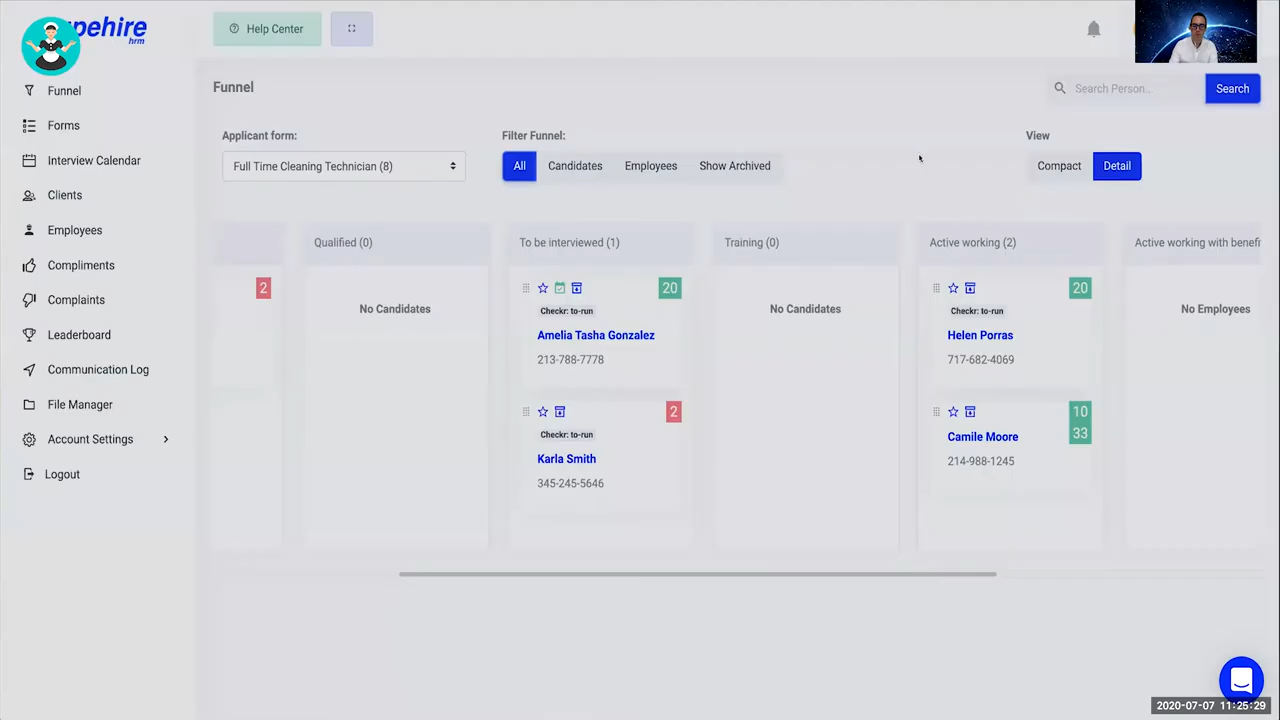 pehire
hrm
Help Center
Funnel
Forms
Interview Calendar
Clients
Employees
Compliments
Complaints
Leaderboard
Communication Log
File Manager
Account Settings
Logout
Funnel
Search Person..
Search
Applicant form:
Filter Funnel:
View
Full Time Cleaning Technician (8)
All
Candidates
Employees
Show Archived
Compact
Detail
2
Qualified (0)
No Candidates
To be interviewed (1)
20
Checkr: to-run
Amelia Tasha Gonzalez
213-788-7778
2
Checkr: to-run
Karla Smith
345-245-5646
Training (0)
No Candidates
Active working (2)
20
Checkr: to-run
Helen Porras
717-682-4069
10
33
Camile Moore
214-988-1245
Active working with benefi
No Employees
2020-07-07 11:25:29